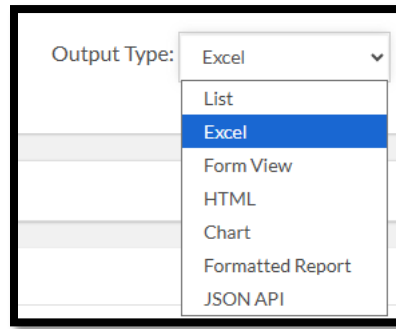 Output Type: Excel
List
Excel
Form View
HTML
Chart
Formatted Report
JSON API